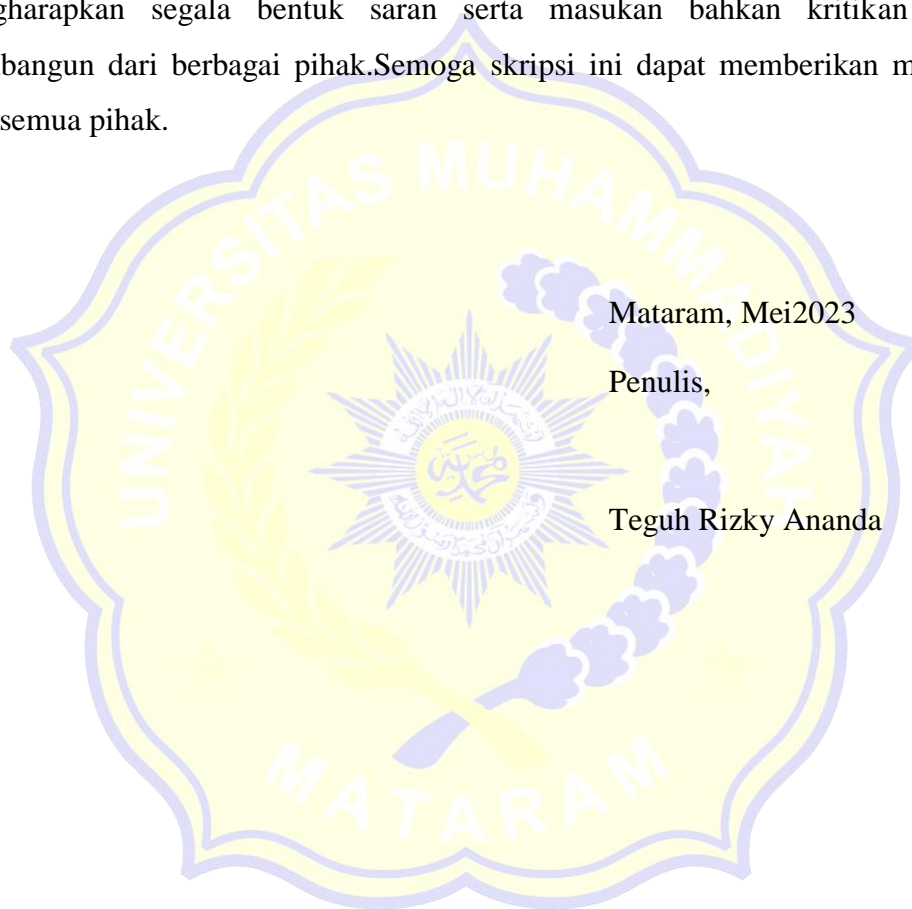 gharapkan segala bentuk saran serta masukan bahkan kritikan
bangun dari berbagai pihak.Semoga skripsi ini dapat memberikan m
semua pihak.
UNIVERSITAS MUHAMMADIYAH
Mataram, Mei2023
Penulis,
Teguh Rizky Ananda
MATARAM